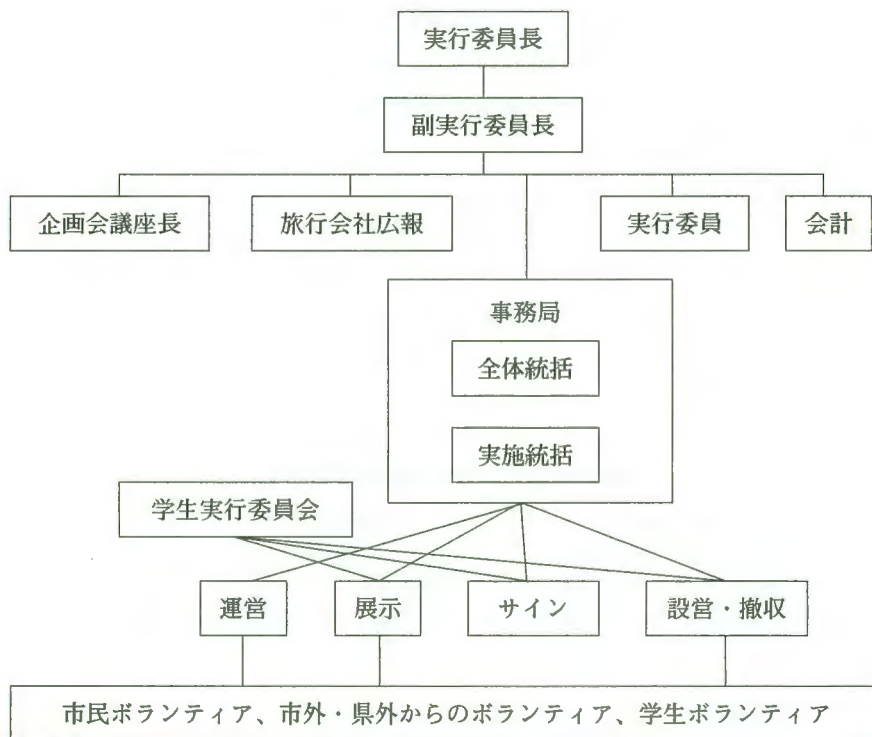 実行委員長
副実行委員長
企画会議座長 旅行会社広報 実行委員 会計
事務局
全体統括
実施統括
学生実行委員会
運営 展示 サイン 設営・撤収
市民ボランティア、市外・県外からのボランティア、学生ボランティア